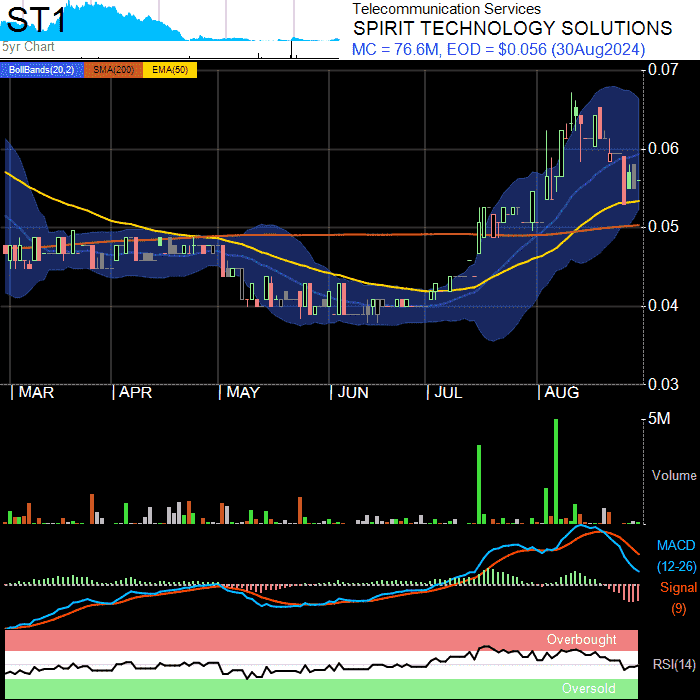 ST1
5yr Chart
Telecommunication Services
SPIRIT TECHNOLOGY SOLUTIONS
MC = 76.6M, EOD = $0.056 (30Aug2024)
BollBands(20,2) SMA(200) EMA(50)
0.07
0.06
0.05
0.04
0.03
MAR APR MAY JUN JUL AUG
5M
Volume
MACD
(12-26)
Signal
(9)
Overbought
RSI(14)
Oversold